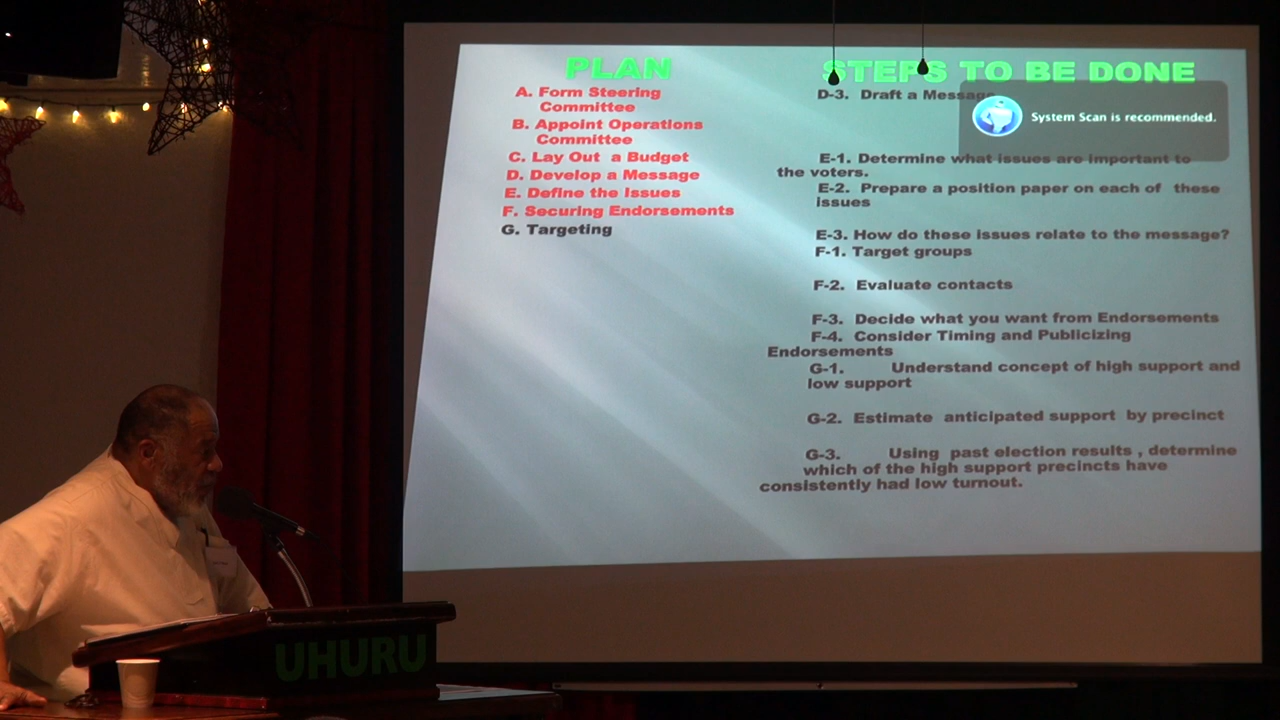 PLAN
A. Form Steering
Committee
B. Appoint Operations
Committee
C. Lay Out a Budget
D. Develop a Message
E. Define the Issues
F. Securing Endorsements
G. Targeting
STEPS TO BE DONE
D-3. Draft a Message
System Scan is recommended.
E-1. Determine what issues are important to
the voters.
E-2. Prepare a position paper on each of these
issues
E-3. How do these issues relate to the message?
F-1. Target groups
F-2. Evaluate contacts
F-3. Decide what you want from Endorsements
F-4. Consider Timing and Publicizing
Endorsements
G-1. Understand concept of high support and
low support
G-2. Estimate anticipated support by precinct
G-3. Using past election results , determine
which of the high support precincts have
consistently had low turnout.
UHURU